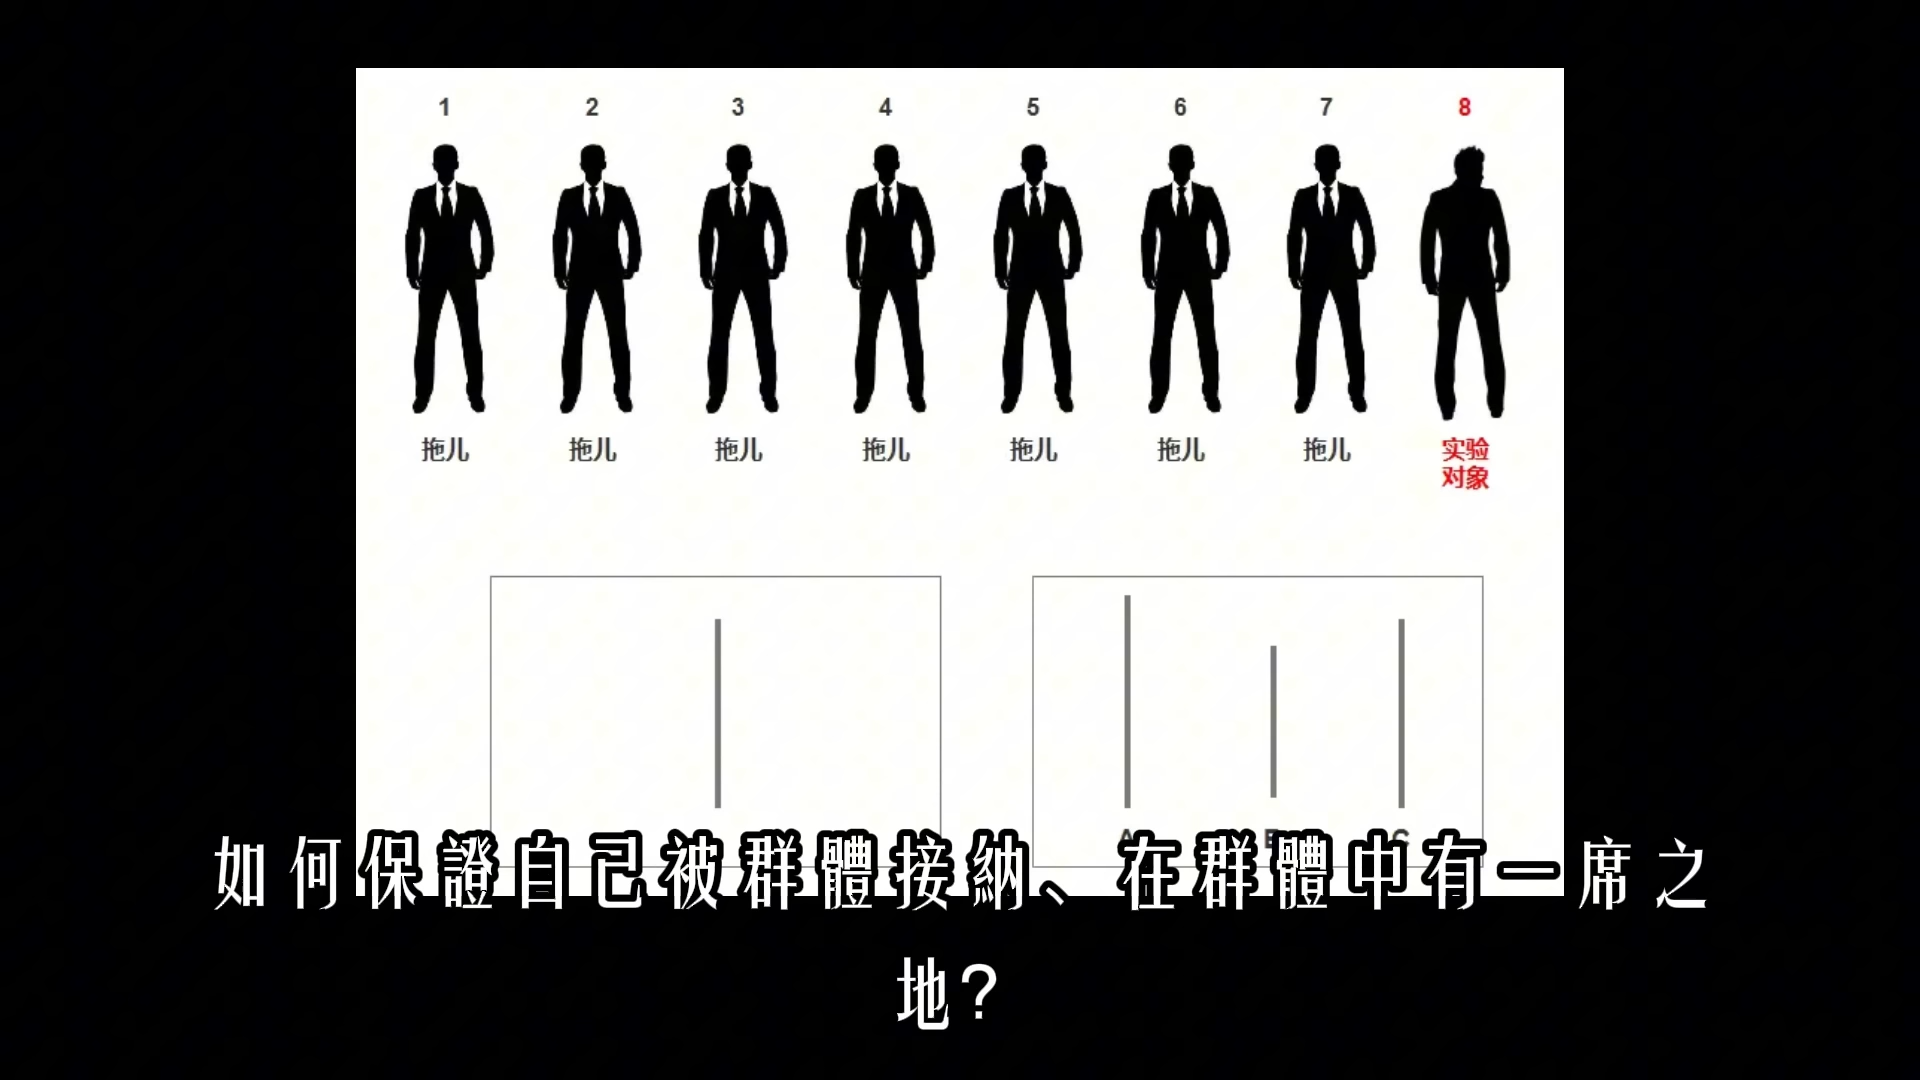 1 2 3 4 5 6 7 8
拖儿 拖儿 拖儿 拖儿 拖儿 拖儿 拖儿 实验
对象
A B C
如何保證自己被群體接納、在群體中有一席之
地?